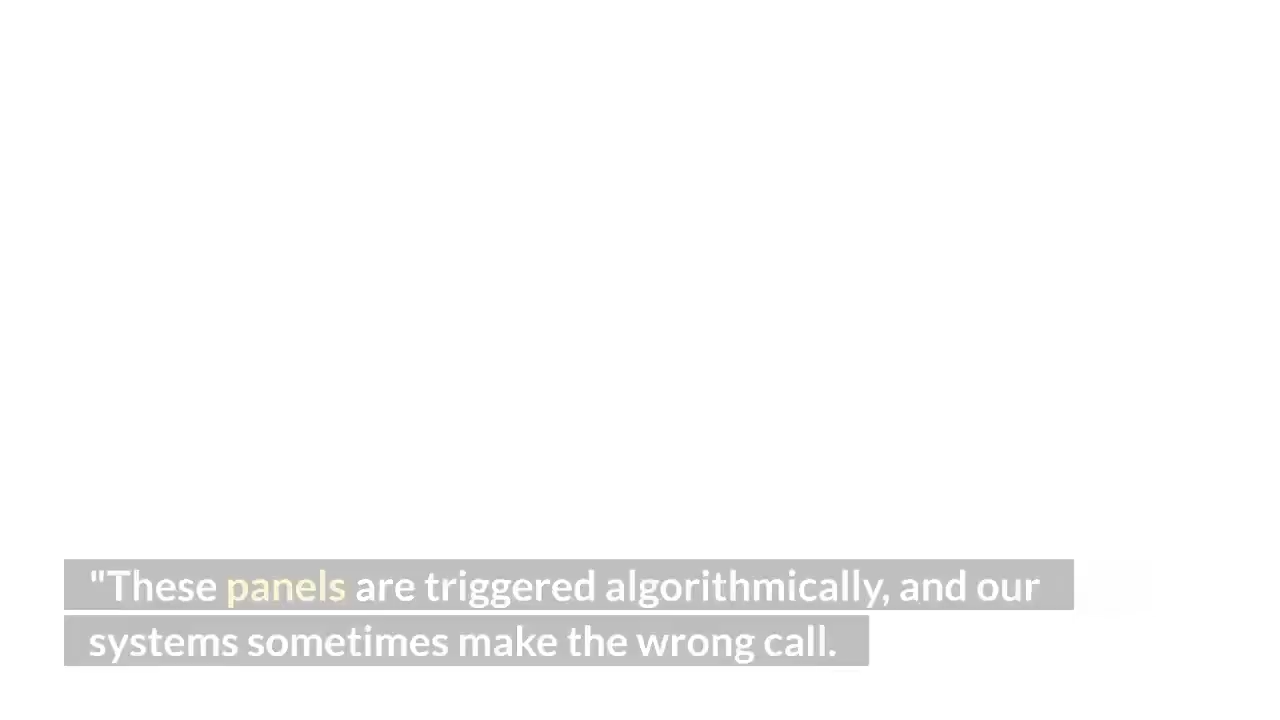 "These panels are triggered algorithmically, and our
systems sometimes make the wrong call.